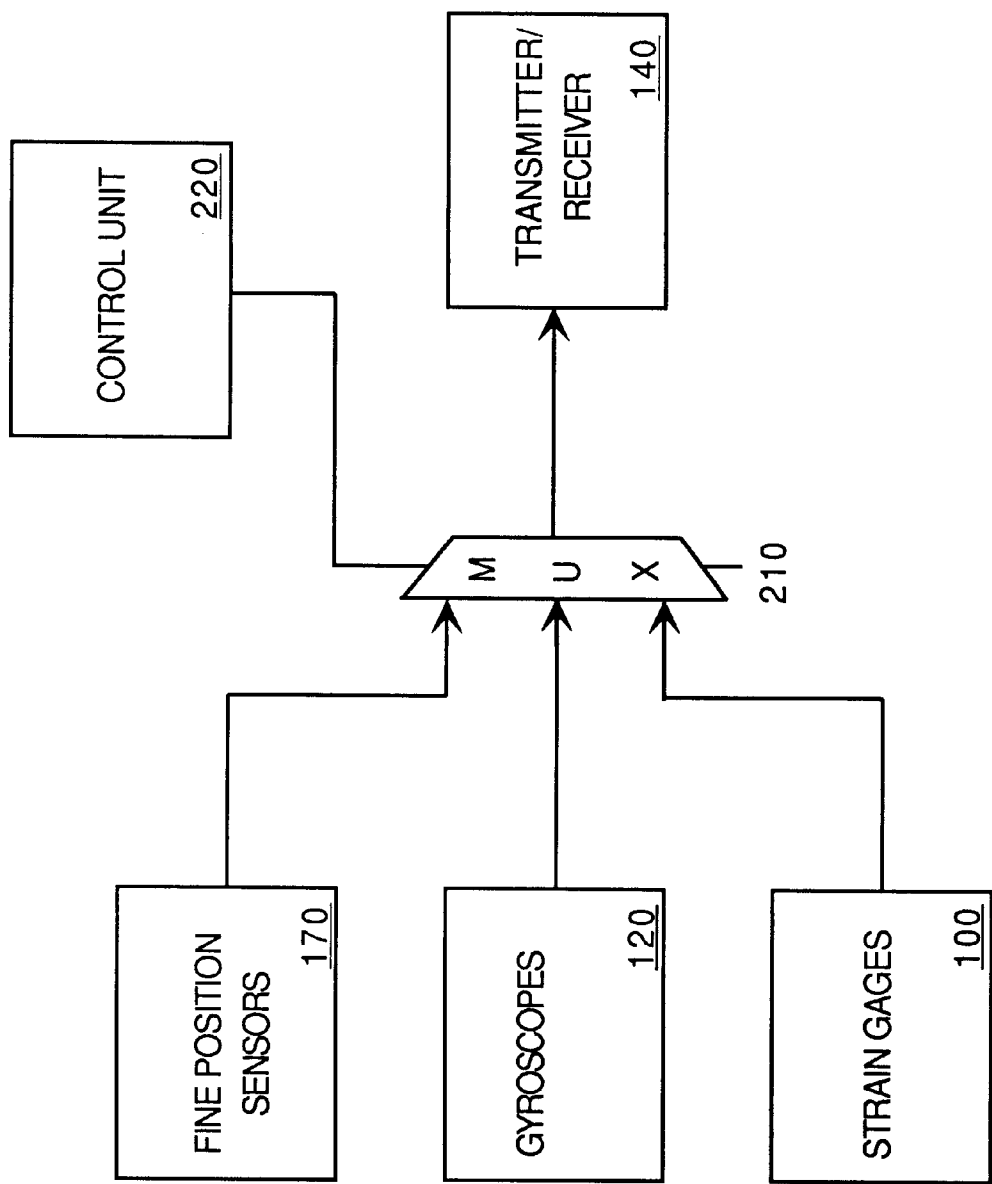 CONTROL UNIT
220
TRANSMITTER/
RECEIVER
140
M
U
X
210
FINE POSITION
SENSORS
170
GYROSCOPES
120
STRAIN GAGES
100